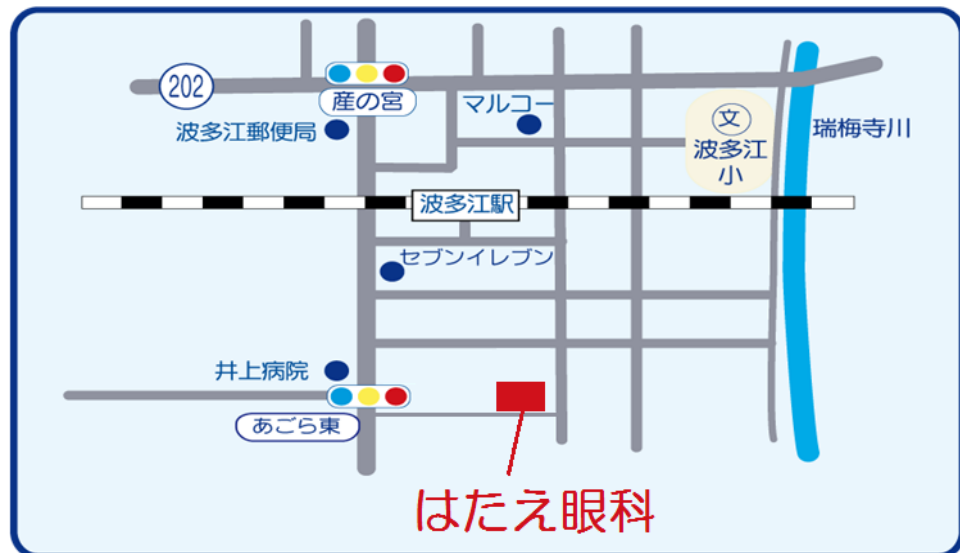 202
産の宮
マルコー
波多江郵便局
文
波多江
小
瑞梅寺川
波多江駅
セブンイレブン
井上病院
あごら東
はたえ眼科